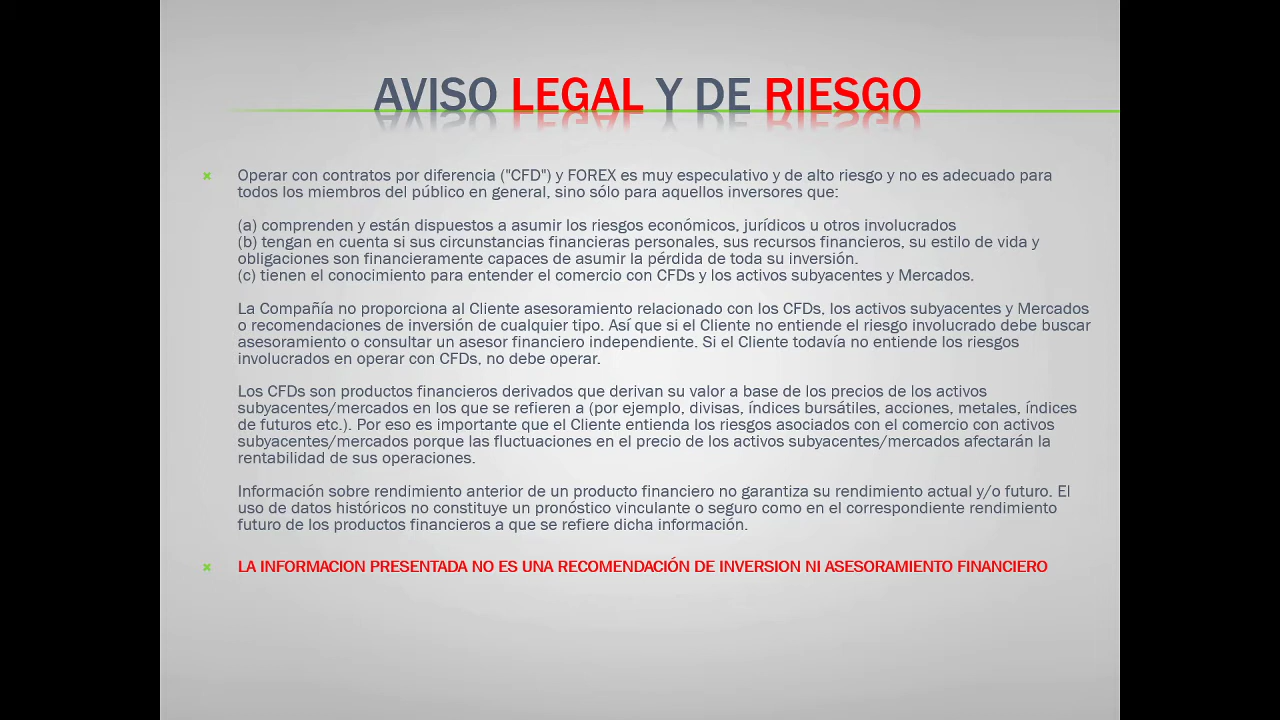 AVISO LEGAL Y DE RIESGO
Operar con contratos por diferencia ("CFD") y FOREX es muy especulativo y de alto riesgo y no es adecuado para
todos los miembros del público en general, sino sólo para aquellos inversores que:
(a) comprenden y están dispuestos a asumir los riesgos económicos, jurídicos u otros involucrados
(b) tengan en cuenta si sus circunstancias financieras personales, sus recursos financieros, su estilo de vida y
obligaciones son financieramente capaces de asumir la pérdida de toda su inversión.
(c) tienen el conocimiento para entender el comercio con CFDs y los activos subyacentes y Mercados.
La Compañía no proporciona al Cliente asesoramiento relacionado con los CFDs, los activos subyacentes y Mercados
o recomendaciones de inversión de cualquier tipo. Así que si el Cliente no entiende el riesgo involucrado debe buscar
asesoramiento o consultar un asesor financiero independiente. Si el Cliente todavía no entiende los riesgos
involucrados en operar con CFDs, no debe operar.
Los CFDs son productos financieros derivados que derivan su valor a base de los precios de los activos
subyacentes/mercados en los que se refieren a (por ejemplo, divisas, índices bursátiles, acciones, metales, índices
de futuros etc.). Por eso es importante que el Cliente entienda los riesgos asociados con el comercio con activos
subyacentes/mercados porque las fluctuaciones en el precio de los activos subyacentes/mercados afectarán la
rentabilidad de sus operaciones.
Información sobre rendimiento anterior de un producto financiero no garantiza su rendimiento actual y/o futuro. El
uso de datos históricos no constituye un pronóstico vinculante o seguro como en el correspondiente rendimiento
futuro de los productos financieros a que se refiere dicha información.
LA INFORMACION PRESENTADA NO ES UNA RECOMENDACIÓN DE INVERSION NI ASESORAMIENTO FINANCIERO